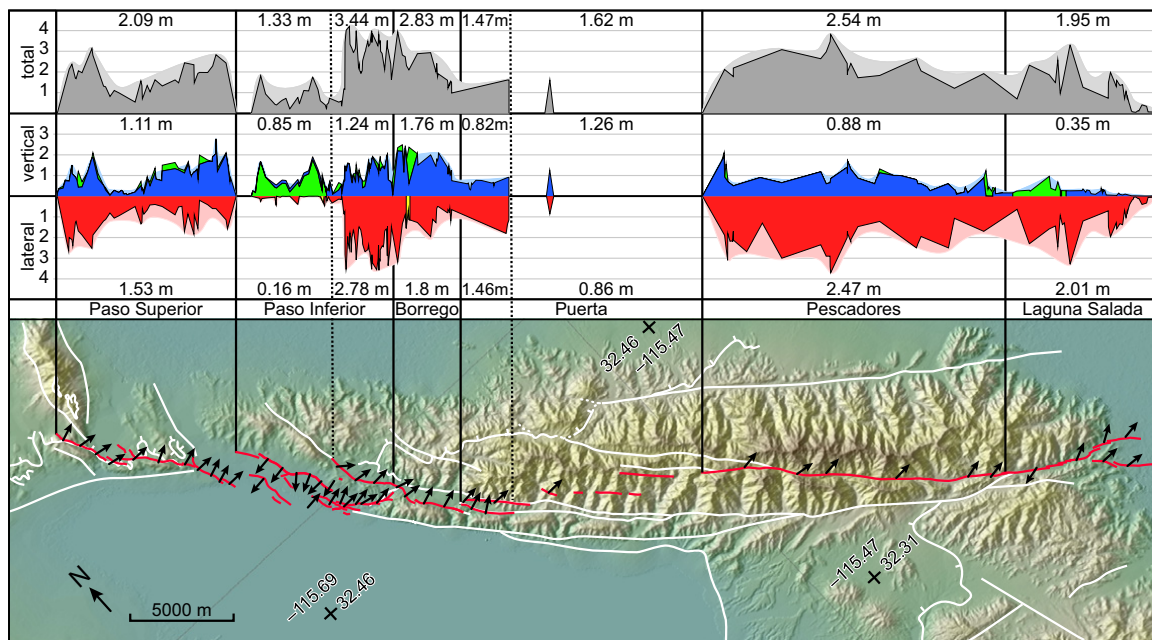 total
4
3
2
1
2.09 m
1.33 m
3.44 m
2.83 m
1.47m
1.62 m
2.54 m
1.95 m
vertical
3
2
1
1.11 m
0.85 m
1.24 m
1.76 m
0.82m
1.26 m
0.88 m
0.35 m
lateral
1
2
3
4
1.53 m
0.16 m
2.78 m
1.8 m
1.46m
0.86 m
2.47 m
2.01 m
Paso Superior
Paso Inferior
Borrego
Puerta
Pescadores
Laguna Salada
32.46
–115.47
–115.69
32.46
–115.47
32.31
N
5000 m